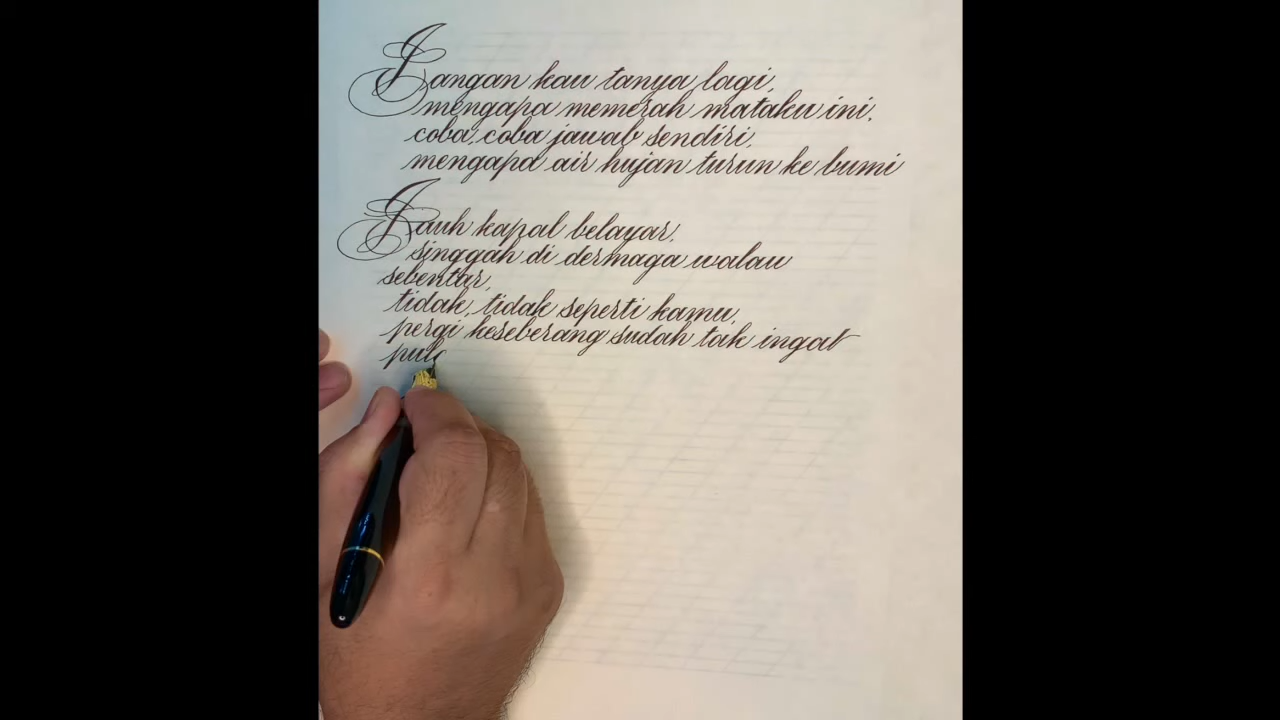 Jangan kau tanya lagi,
mengapa memerah mataku ini,
coba, coba jawab sendiri,
mengapa air hujan turun ke bumi
Jauh kapal belayar,
singgah di dermaga walau
sebentar,
tidak, tidak seperti kamu,
pergi keseberang sudah tak ingat
pul